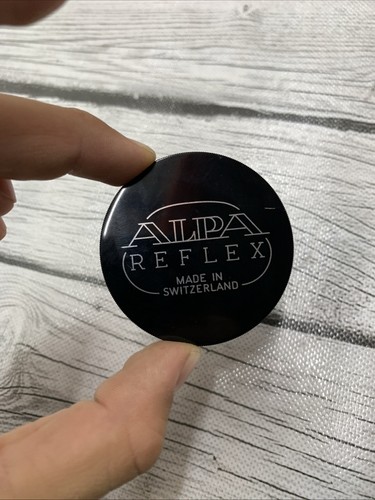 ALPA
REFLEX
MADE IN
SWITZERLAND